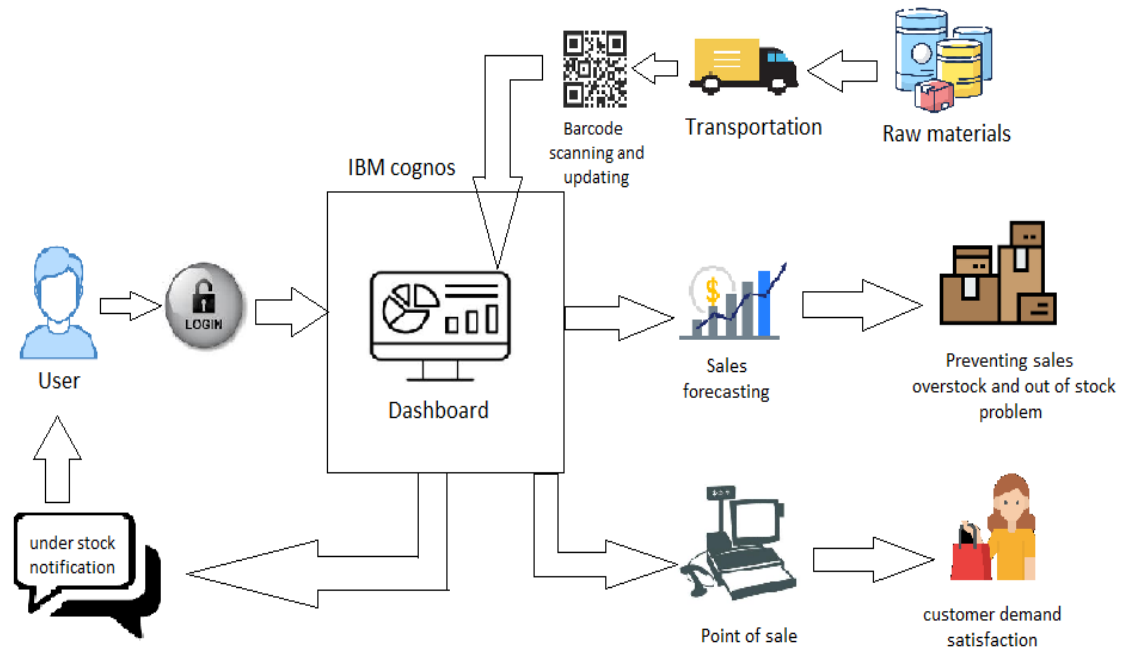 Barcode
scanning and
updating
Transportation
Raw materials
IBM cognos
LOGIN
User
Dashboard
$
Sales
forecasting
Preventing sales
overstock and out of stock
problem
under stock
notification
Point of sale
customer demand
satisfaction